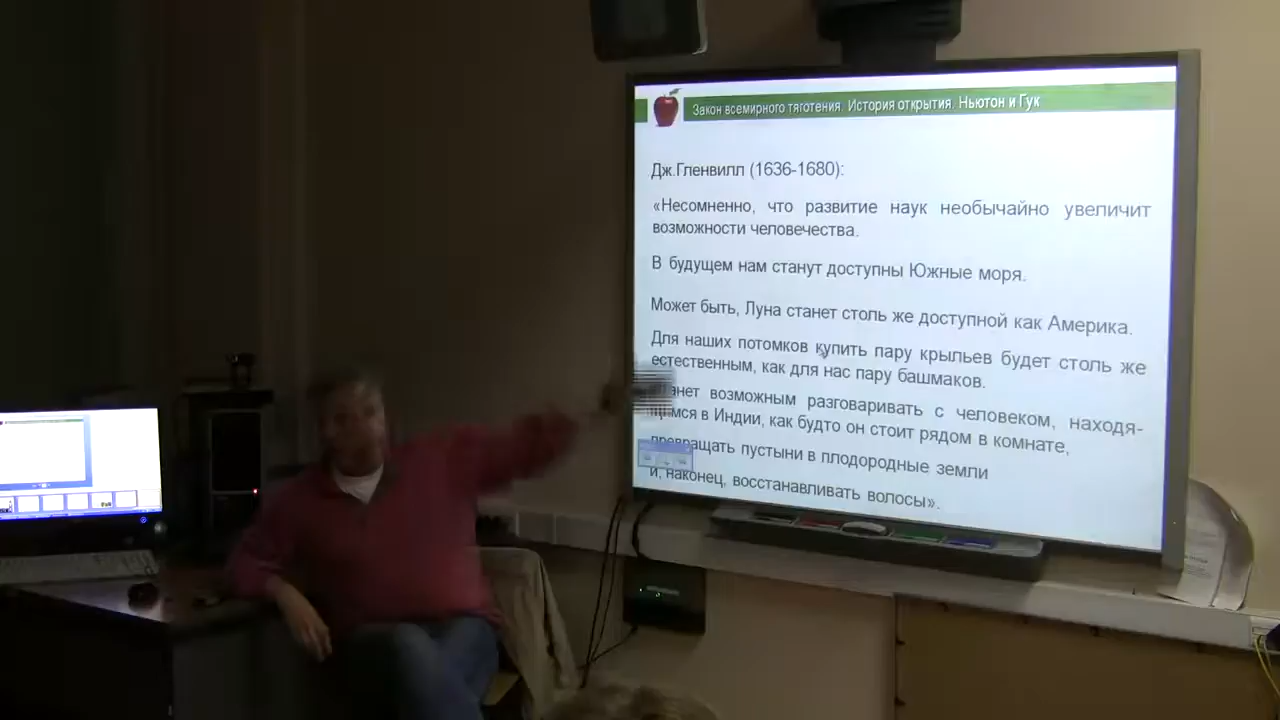 Закон всемирного тяготения. История открытия. Ньютон и Гук
Дж.Гленвилл (1636-1680):
«Несомненно, что развитие наук необычайно увеличит
возможности человечества.
В будущем нам станут доступны Южные моря.
Может быть, Луна станет столь же доступной как Америка.
Для наших потомков купить пару крыльев будет столь же
естественным, как для нас пару башмаков.
возможным разговаривать с человеком, находя-
щимся в Индии, как будто он стоит рядом в комнате,
превращать пустыни в плодородные земли
и, наконец, восстанавливать волосы».